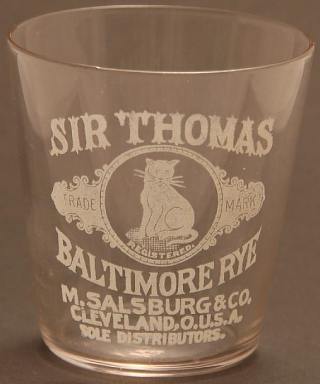 SIR THOMAS
TRADE MARK
REGISTERED.
BALTIMORE RYE
M. SALSBURG & CO.
CLEVELAND, O. U.S.A.
SOLE DISTRIBUTORS.